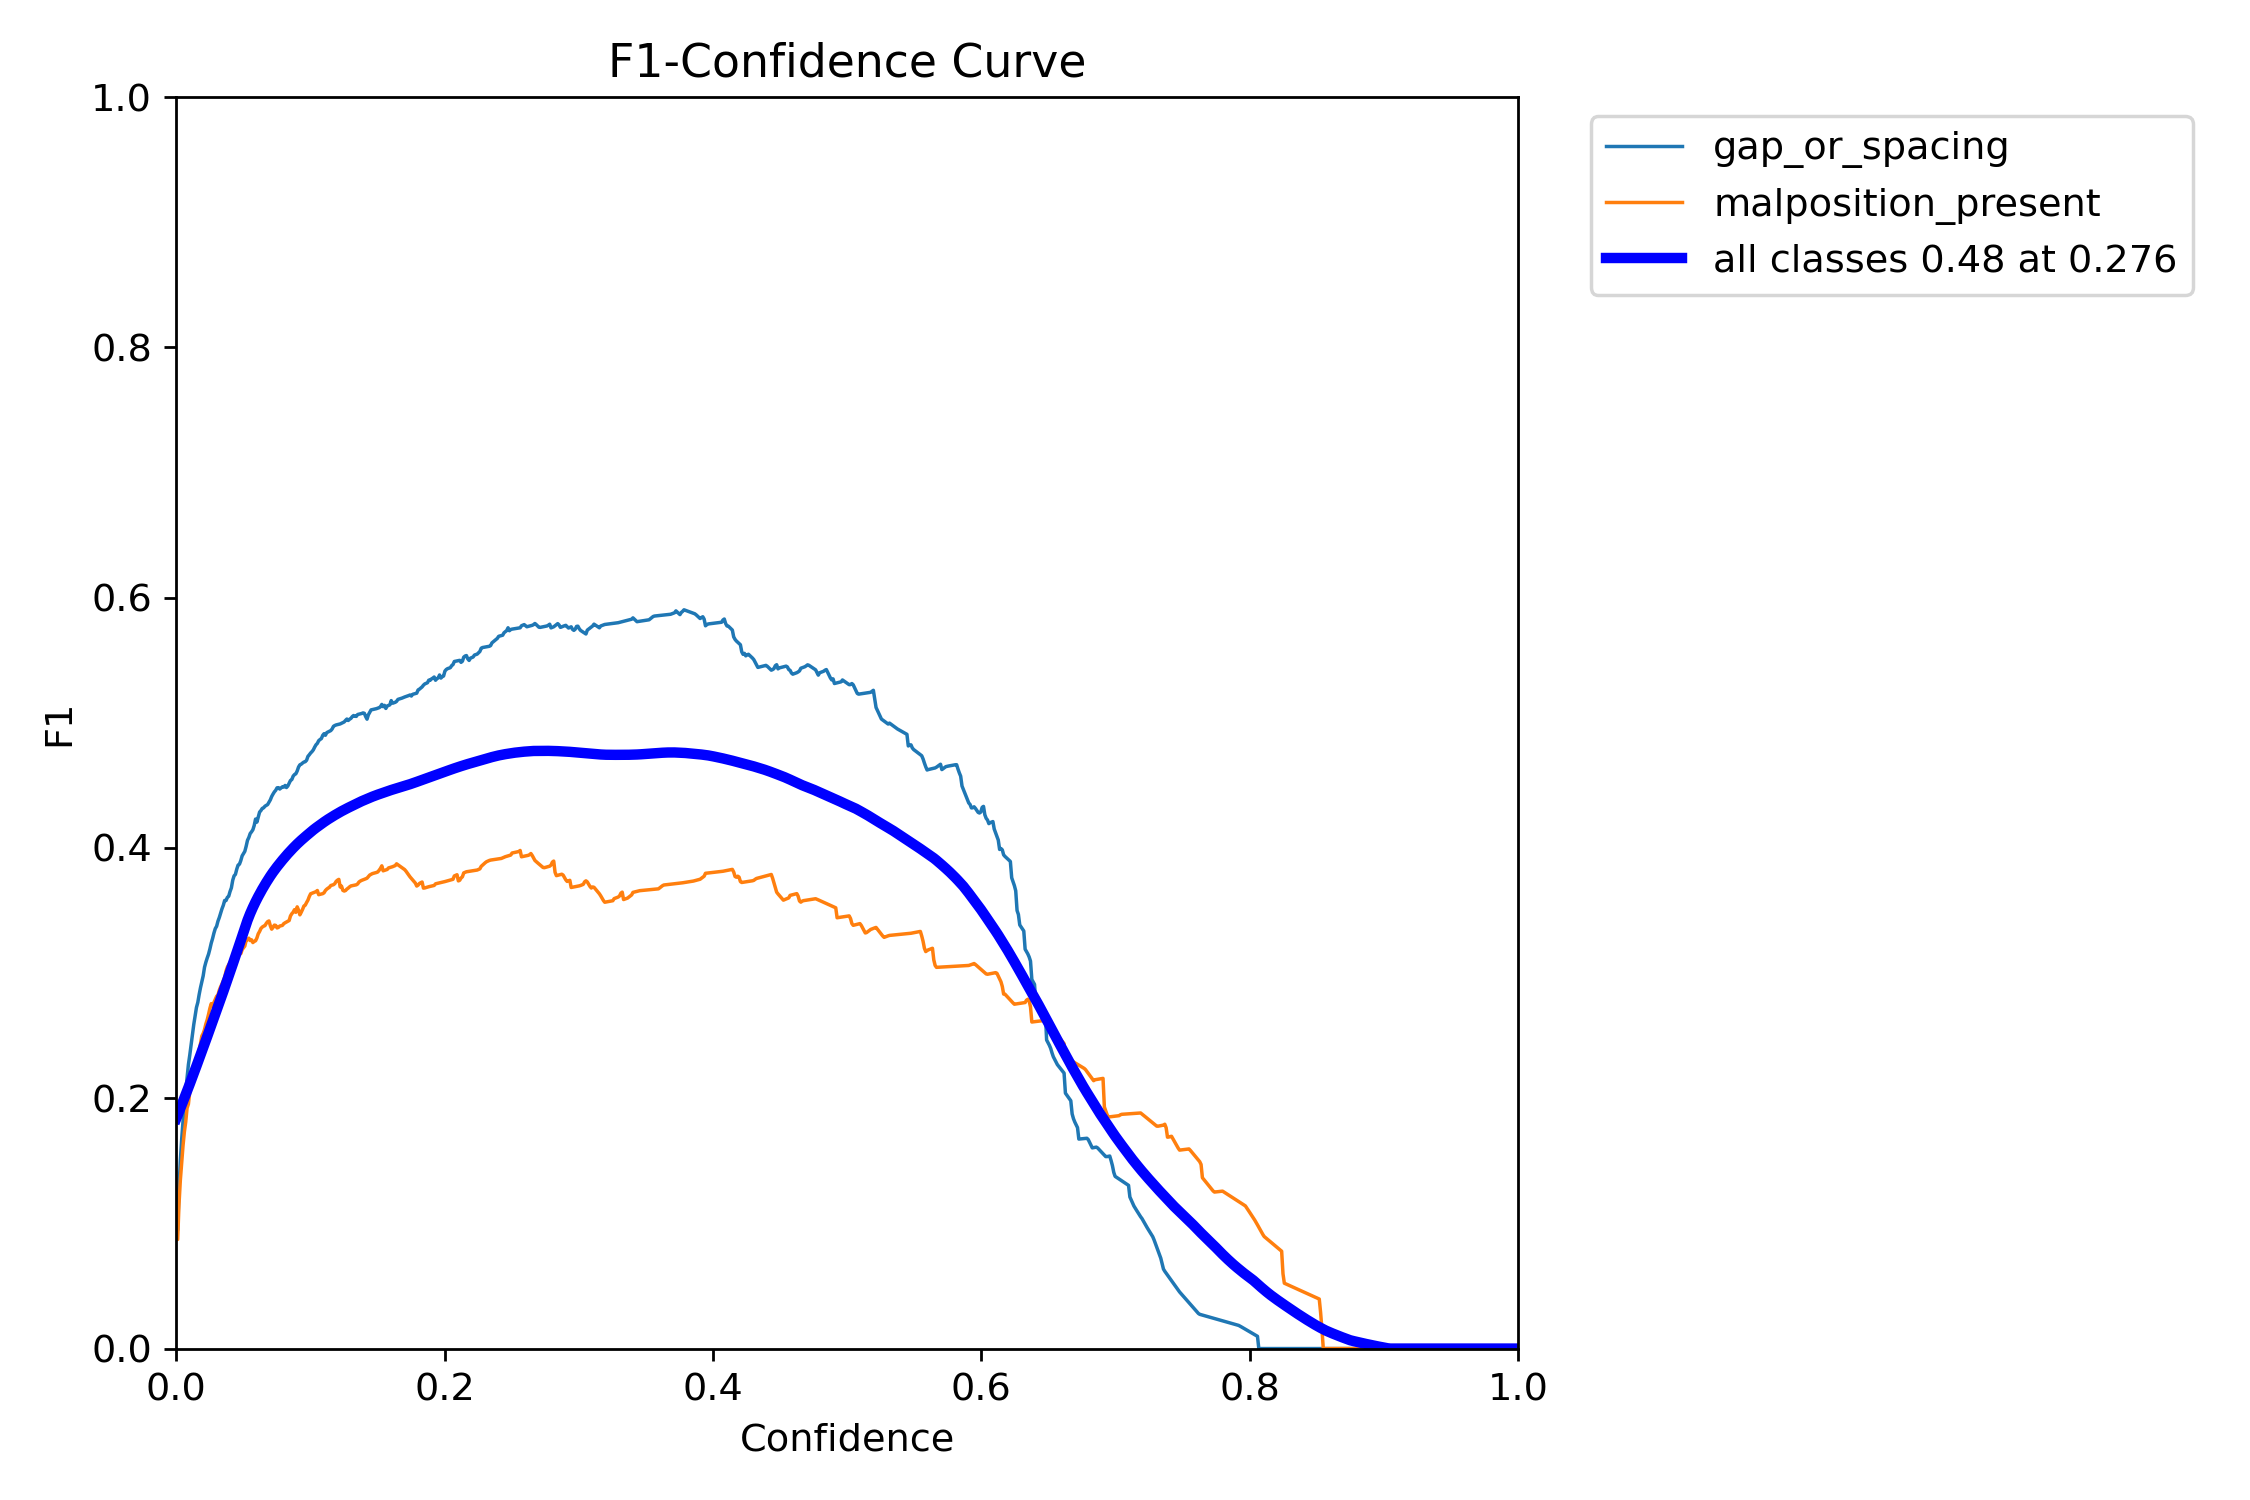 F1-Confidence Curve
1.0
0.8
0.6
0.4
0.2
0.0
F1
0.0 0.2 0.4 0.6 0.8 1.0
Confidence
gap_or_spacing
malposition_present
all classes 0.48 at 0.276